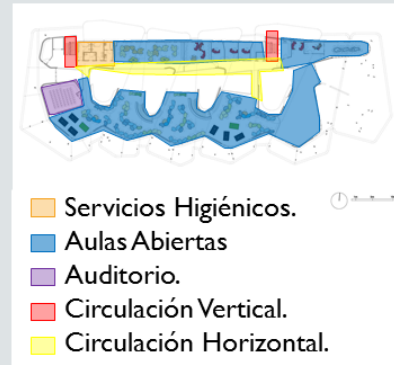 Servicios Higiénicos.
Aulas Abiertas
Auditorio.
Circulación Vertical.
Circulación Horizontal.